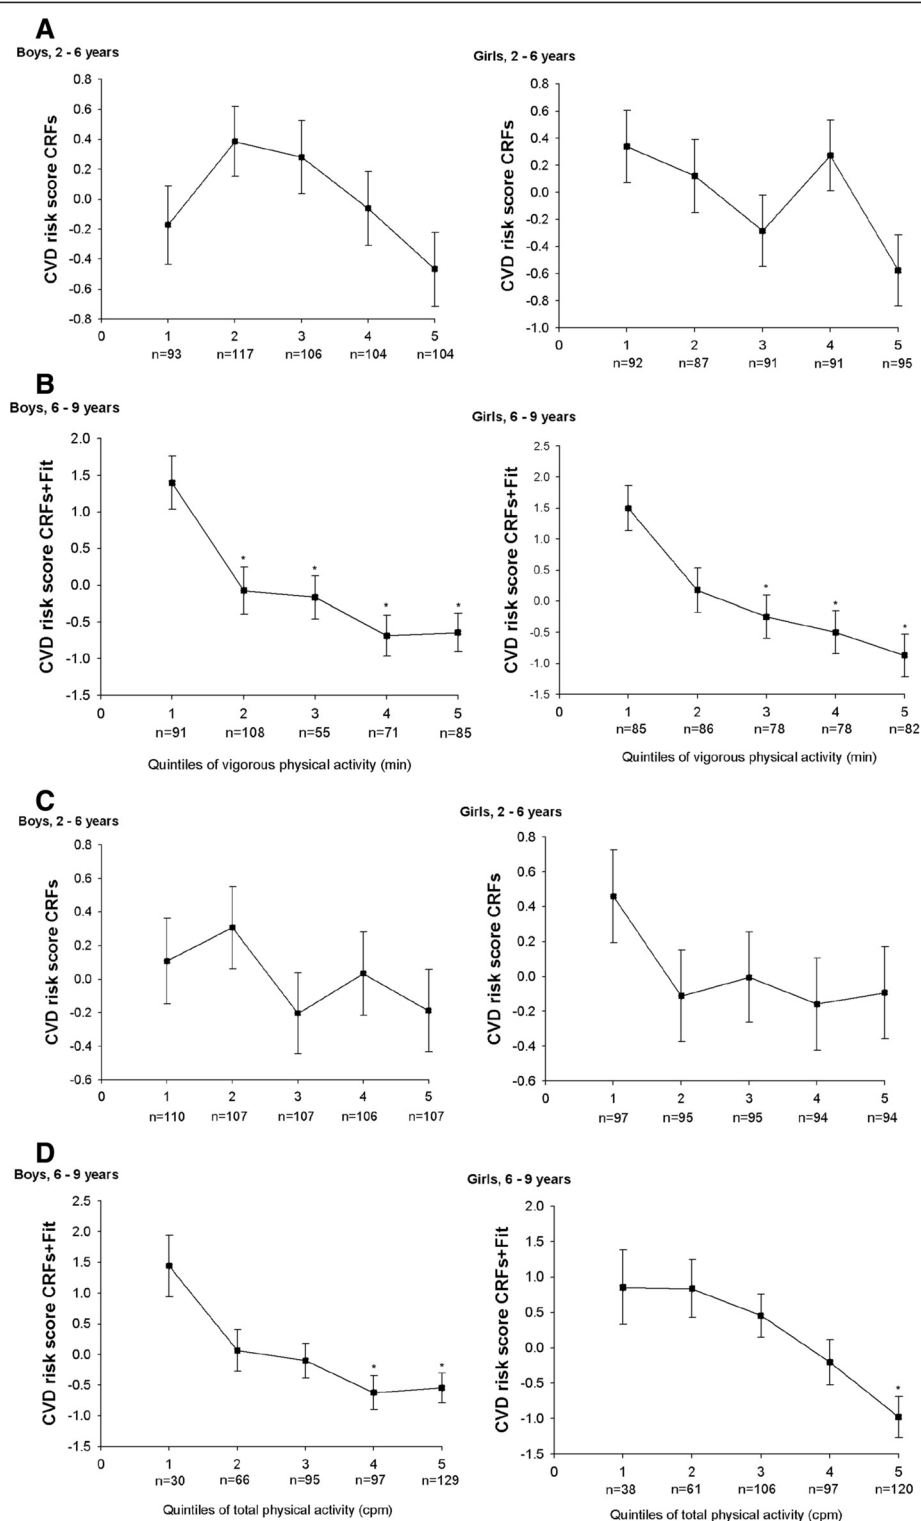 A
Boys, 2 - 6 years
Girls, 2 - 6 years
CVD risk score CRFs
0.8
0.6
0.4
0.2
0.0
-0.2
-0.4
-0.6
-0.8
0 1 2 3 4 5
n=93 n=117 n=106 n=104 n=104
CVD risk score CRFs
0.8
0.6
0.4
0.2
0.0
-0.2
-0.4
-0.6
-0.8
-1.0
0 1 2 3 4 5
n=92 n=87 n=91 n=91 n=95
B
Boys, 6 - 9 years
Girls, 6 - 9 years
CVD risk score CRFs+Fit
2.0
1.5
1.0
0.5
0.0
-0.5
-1.0
-1.5
* * * *
0 1 2 3 4 5
n=91 n=108 n=55 n=71 n=85
Quintiles of vigorous physical activity (min)
CVD risk score CRFs+Fit
2.5
2.0
1.5
1.0
0.5
0.0
-0.5
-1.0
-1.5
* * *
0 1 2 3 4 5
n=85 n=86 n=78 n=78 n=82
Quintiles of vigorous physical activity (min)
C
Boys, 2 - 6 years
Girls, 2 - 6 years
CVD risk score CRFs
0.8
0.6
0.4
0.2
0.0
-0.2
-0.4
-0.6
0 1 2 3 4 5
n=110 n=107 n=107 n=106 n=107
CVD risk score CRFs
0.8
0.6
0.4
0.2
0.0
-0.2
-0.4
-0.6
0 1 2 3 4 5
n=97 n=95 n=95 n=94 n=94
D
Boys, 6 - 9 years
Girls, 6 - 9 years
CVD risk score CRFs+Fit
2.5
2.0
1.5
1.0
0.5
0.0
-0.5
-1.0
-1.5
* *
0 1 2 3 4 5
n=30 n=66 n=95 n=97 n=129
Quintiles of total physical activity (cpm)
CVD risk score CRFs+Fit
2.0
1.5
1.0
0.5
0.0
-0.5
-1.0
-1.5
*
0 1 2 3 4 5
n=38 n=61 n=106 n=97 n=120
Quintiles of total physical activity (cpm)